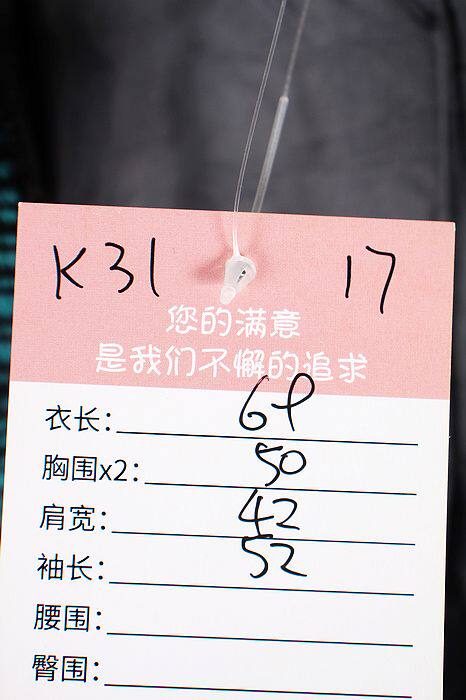 K31 17
您的满意
是我们不懈的追求
衣长: 69
胸围x2: 50
肩宽: 42
袖长: 52
腰围:
臀围: